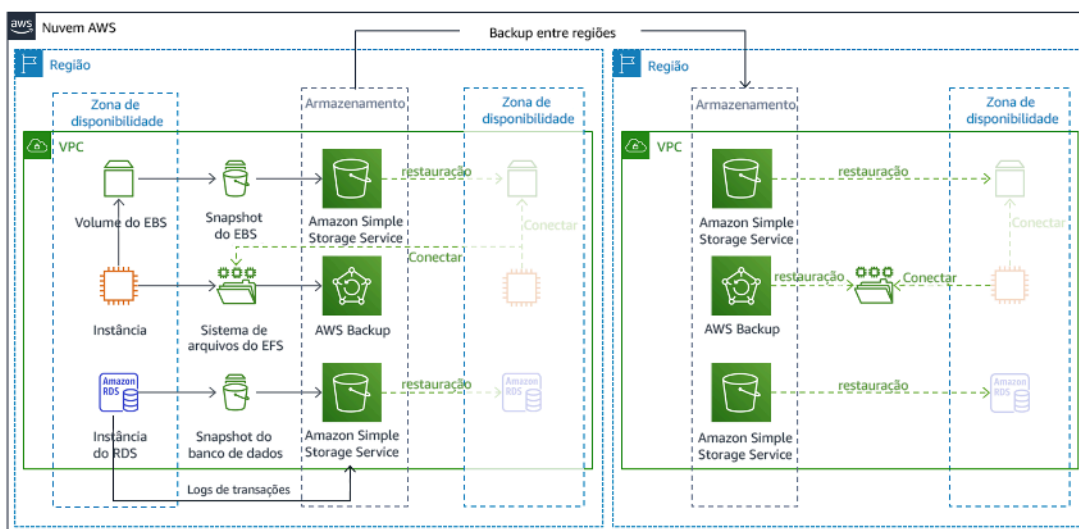 aws
Nuvem AWS
Backup entre regiões
Região
Região
Zona de
disponibilidade
Armazenamento
Zona de
disponibilidade
Armazenamento
Zona de
disponibilidade
VPC
VPC
restauração
restauração
Volume do EBS
Snapshot
do EBS
Amazon Simple
Storage Service
Conectar
Amazon Simple
Storage Service
Conectar
Conectar
restauração
Conectar
Instância
Sistema de
arquivos do EFS
AWS Backup
AWS Backup
Amazon
RDS
restauração
Amazon
RDS
restauração
Amazon
RDS
Instância
do RDS
Snapshot do
banco de dados
Amazon Simple
Storage Service
Amazon Simple
Storage Service
Logs de transações